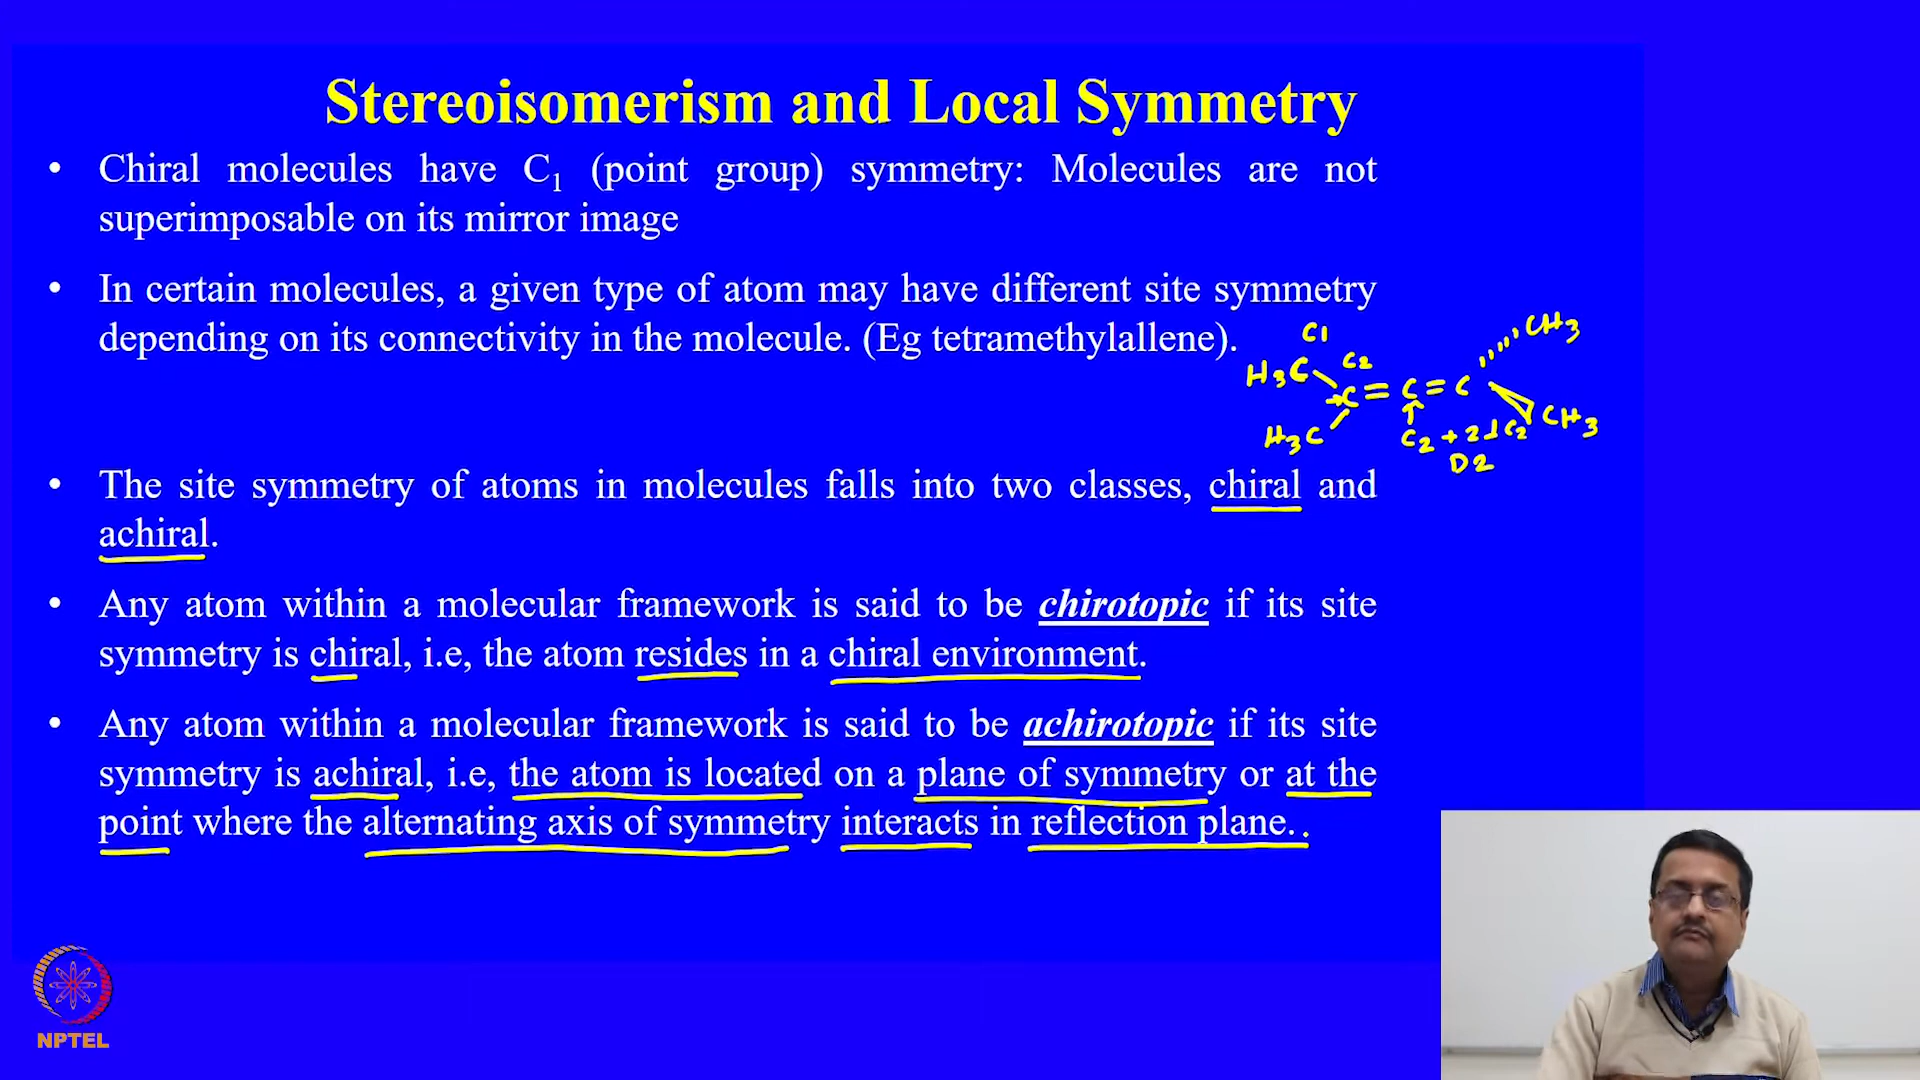 Stereoisomerism and Local Symmetry
• Chiral molecules have C₁ (point group) symmetry: Molecules are not
superimposable on its mirror image
• In certain molecules, a given type of atom may have different site symmetry
depending on its connectivity in the molecule. (Eg tetramethylallene).
C1
C2
CH3
H3C
C = C = C
CH3
H3C
C2 + 2⊥C2
D2
• The site symmetry of atoms in molecules falls into two classes, chiral and
achiral.
• Any atom within a molecular framework is said to be chirotopic if its site
symmetry is chiral, i.e, the atom resides in a chiral environment.
• Any atom within a molecular framework is said to be achirotopic if its site
symmetry is achiral, i.e, the atom is located on a plane of symmetry or at the
point where the alternating axis of symmetry interacts in reflection plane..
NPTEL